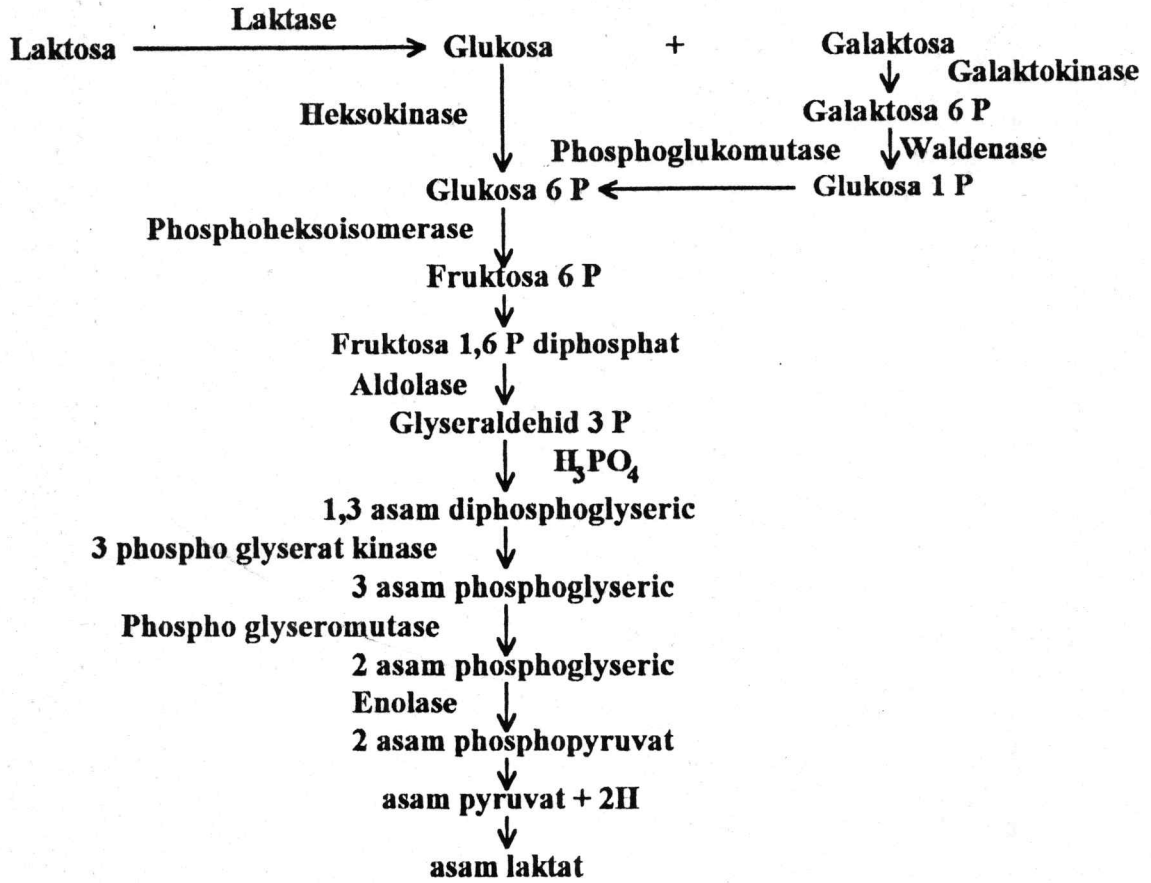 Laktase
Laktosa Glukosa + Galaktosa
Galaktokinase
Heksokinase Galaktosa 6 P
Phosphoglukomutase Waldenase
Glukosa 6 P Glukosa 1 P
Phosphoheksoisomerase
Fruktosa 6 P
Fruktosa 1,6 P diphosphat
Aldolase
Glyseraldehid 3 P
H₃PO₄
1,3 asam diphosphoglyseric
3 phospho glyserat kinase
3 asam phosphoglyseric
Phospho glyseromutase
2 asam phosphoglyseric
Enolase
2 asam phosphopyruvat
asam pyruvat + 2H
asam laktat